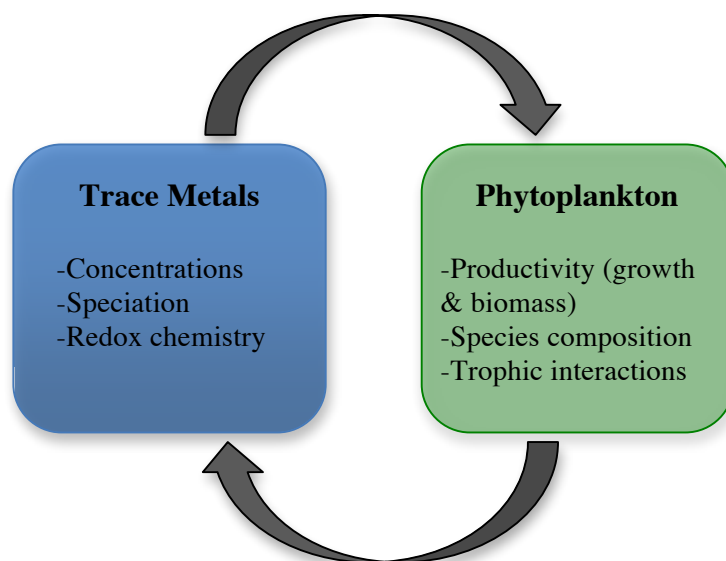 Trace Metals
-Concentrations
-Speciation
-Redox chemistry
Phytoplankton
-Productivity (growth
& biomass)
-Species composition
-Trophic interactions